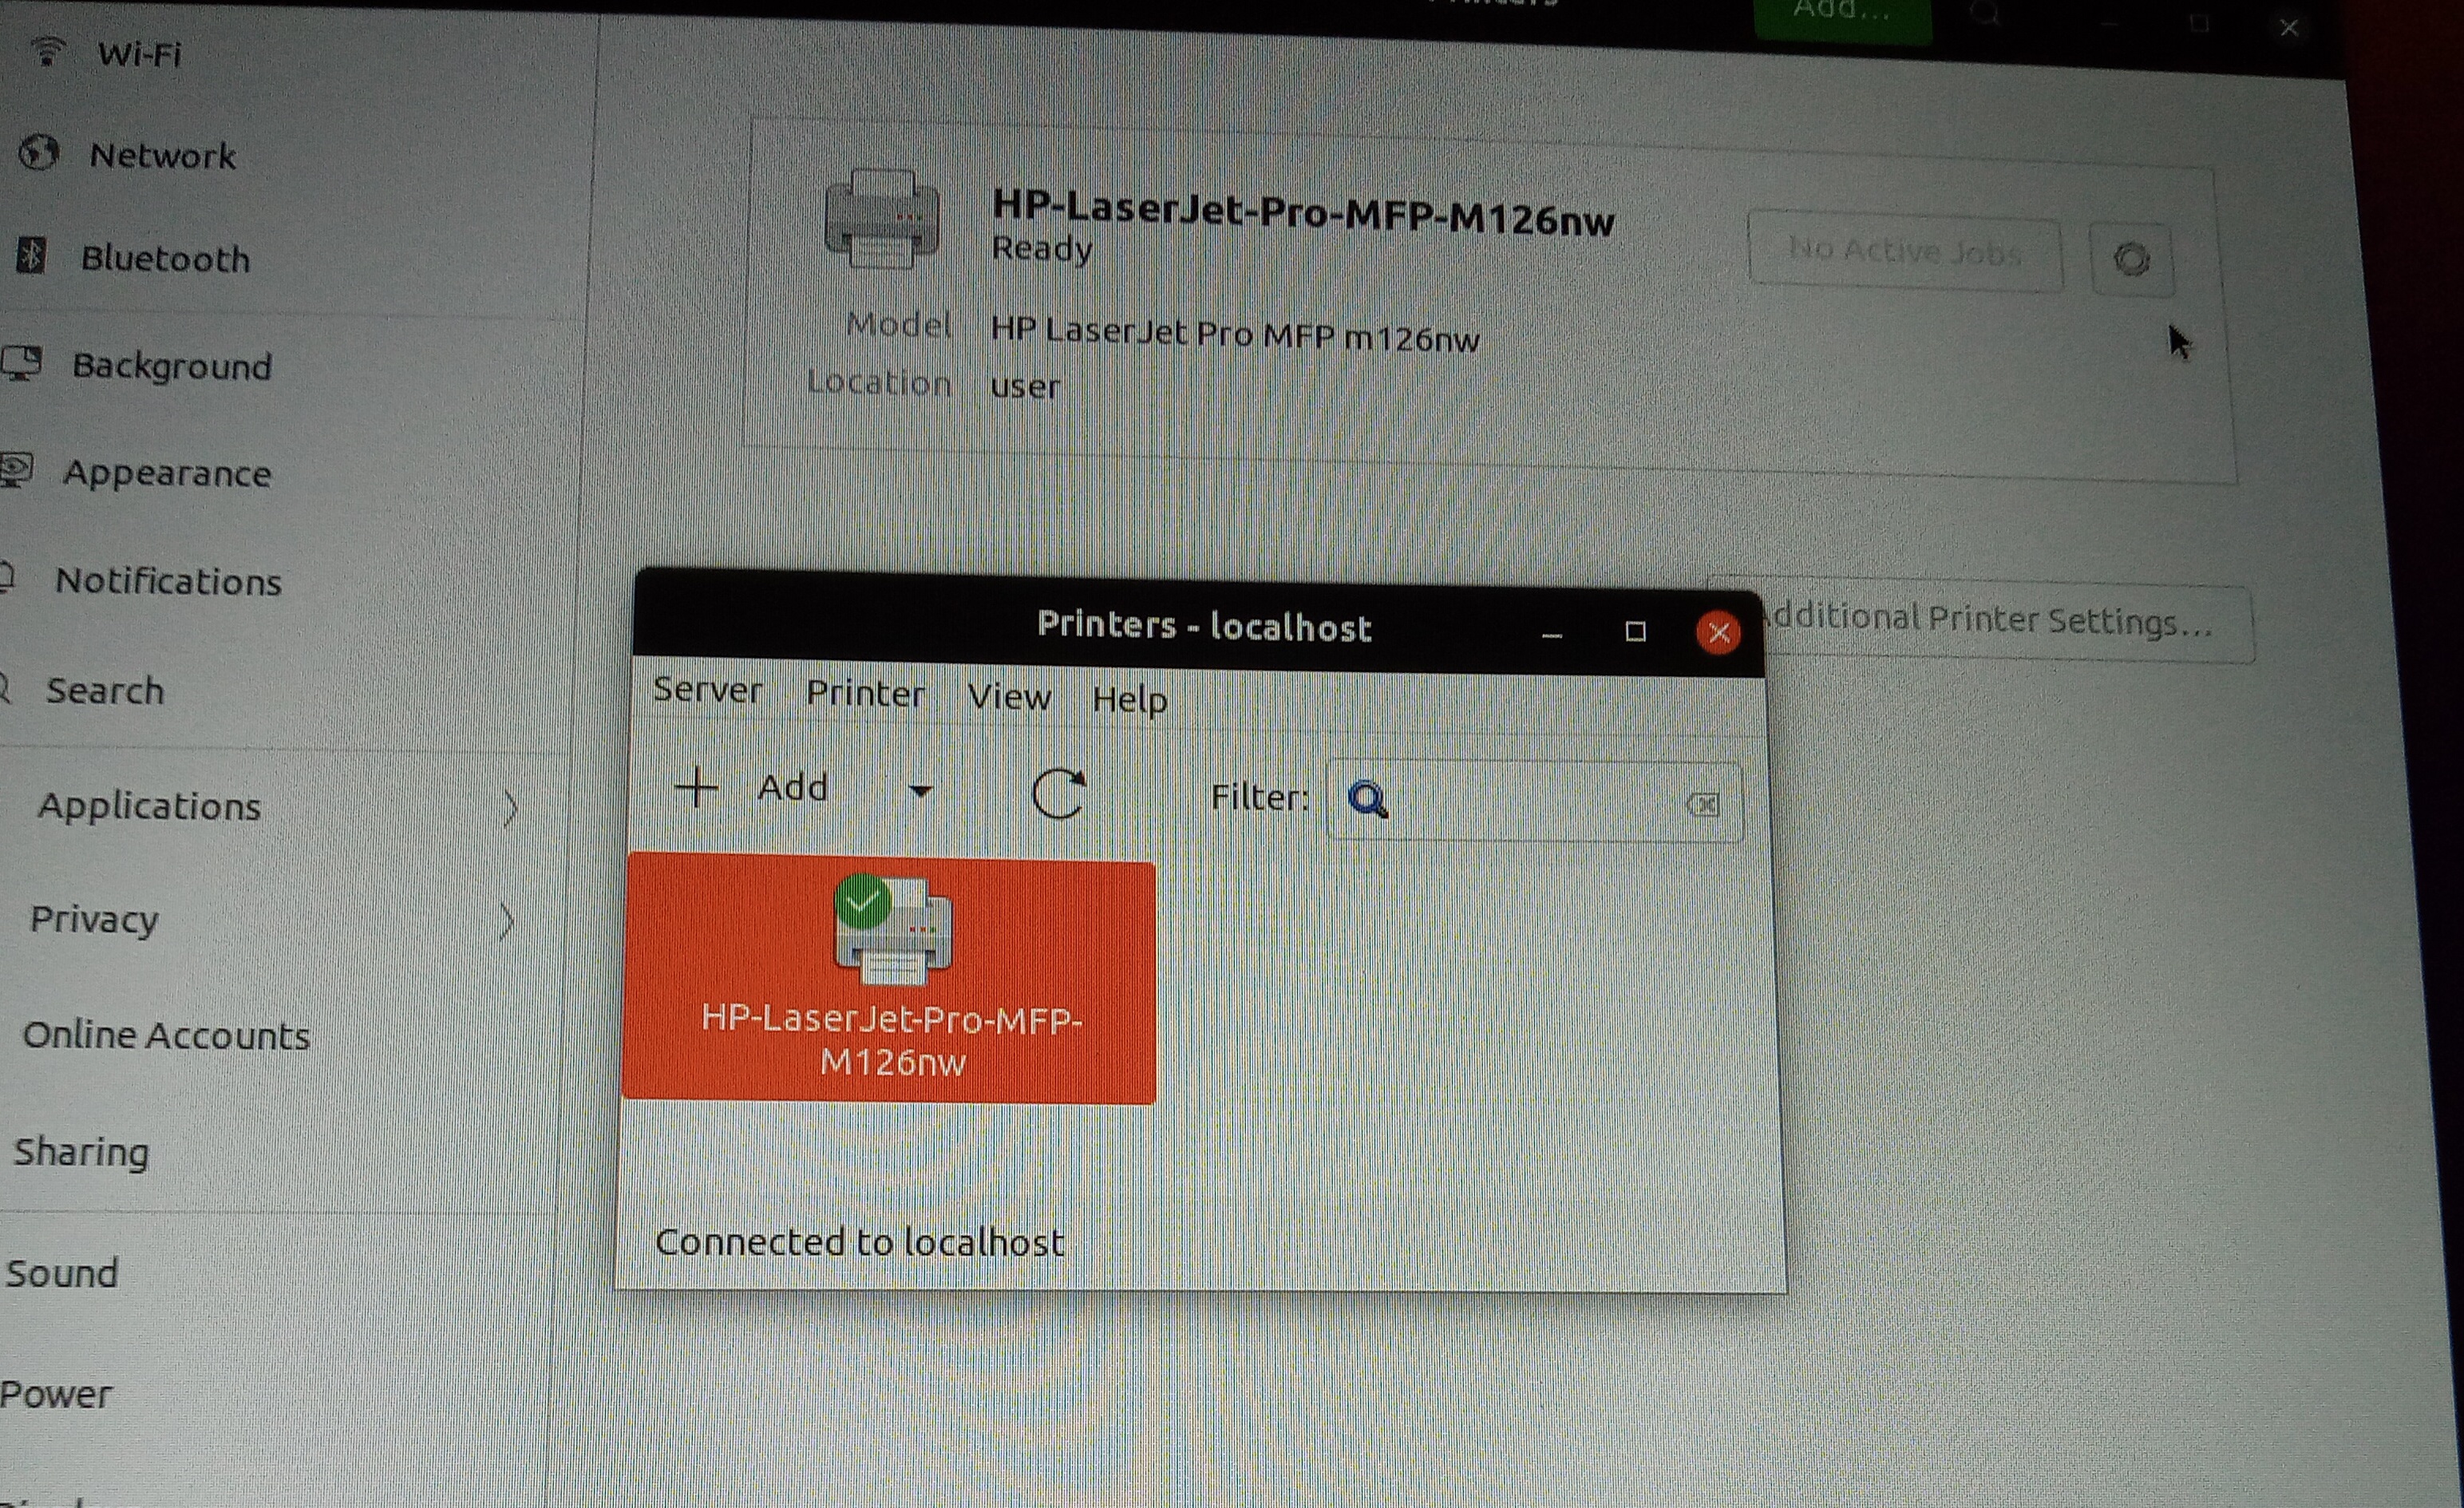 Add...
Wi-Fi
Network
Bluetooth
Background
Appearance
Notifications
Search
Applications
Privacy
Online Accounts
Sharing
Sound
Power
HP-LaserJet-Pro-MFP-M126nw
Ready
No Active Jobs
Model HP LaserJet Pro MFP m126nw
Location user
dditional Printer Settings...
Printers - localhost
Server Printer View Help
Add
Filter:
HP-LaserJet-Pro-MFP-
M126nw
Connected to localhost